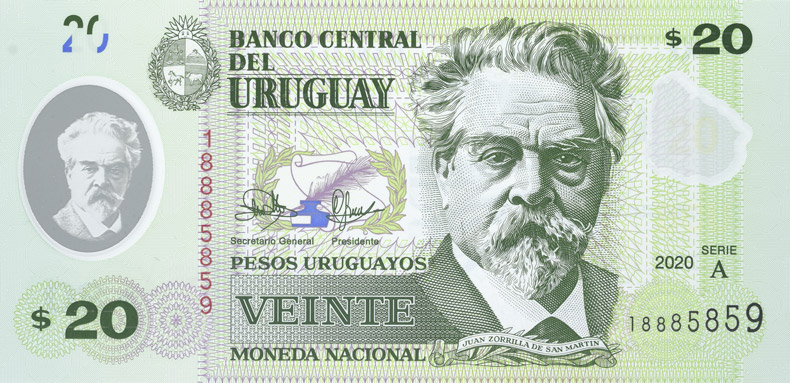 20
BANCO CENTRAL
DEL
URUGUAY
$ 20
20
18885859
Secretario General Presidente
PESOS URUGUAYOS
2020 SERIE A
VEINTE
$ 20
18885859
JUAN ZORRILLA DE SAN MARTIN
MONEDA NACIONAL